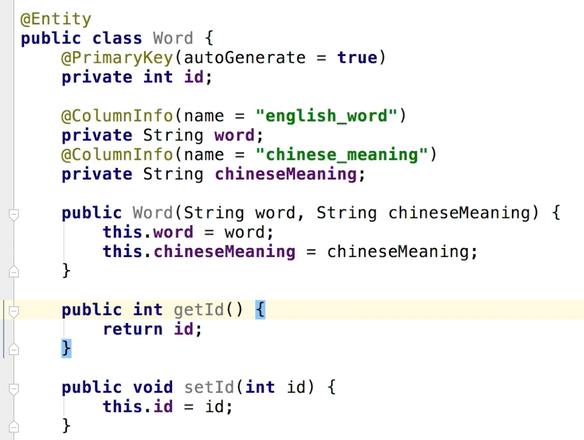 @Entity
public class Word {
    @PrimaryKey(autoGenerate = true)
    private int id;

    @ColumnInfo(name = "english_word")
    private String word;
    @ColumnInfo(name = "chinese_meaning")
    private String chineseMeaning;

    public Word(String word, String chineseMeaning) {
        this.word = word;
        this.chineseMeaning = chineseMeaning;
    }

    public int getId() {
        return id;
    }

    public void setId(int id) {
        this.id = id;
    }